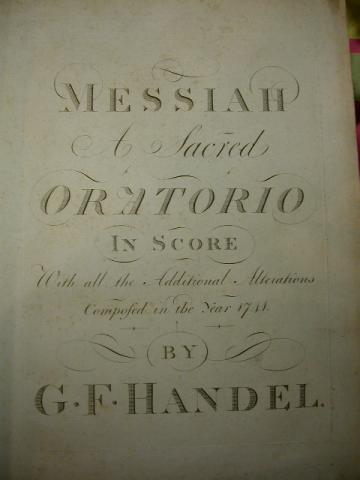 MESSIAH
A Sacred
ORATORIO
IN SCORE
With all the Additional Alterations
Compoſed in the Year 1741.
BY
G.F. HANDEL.